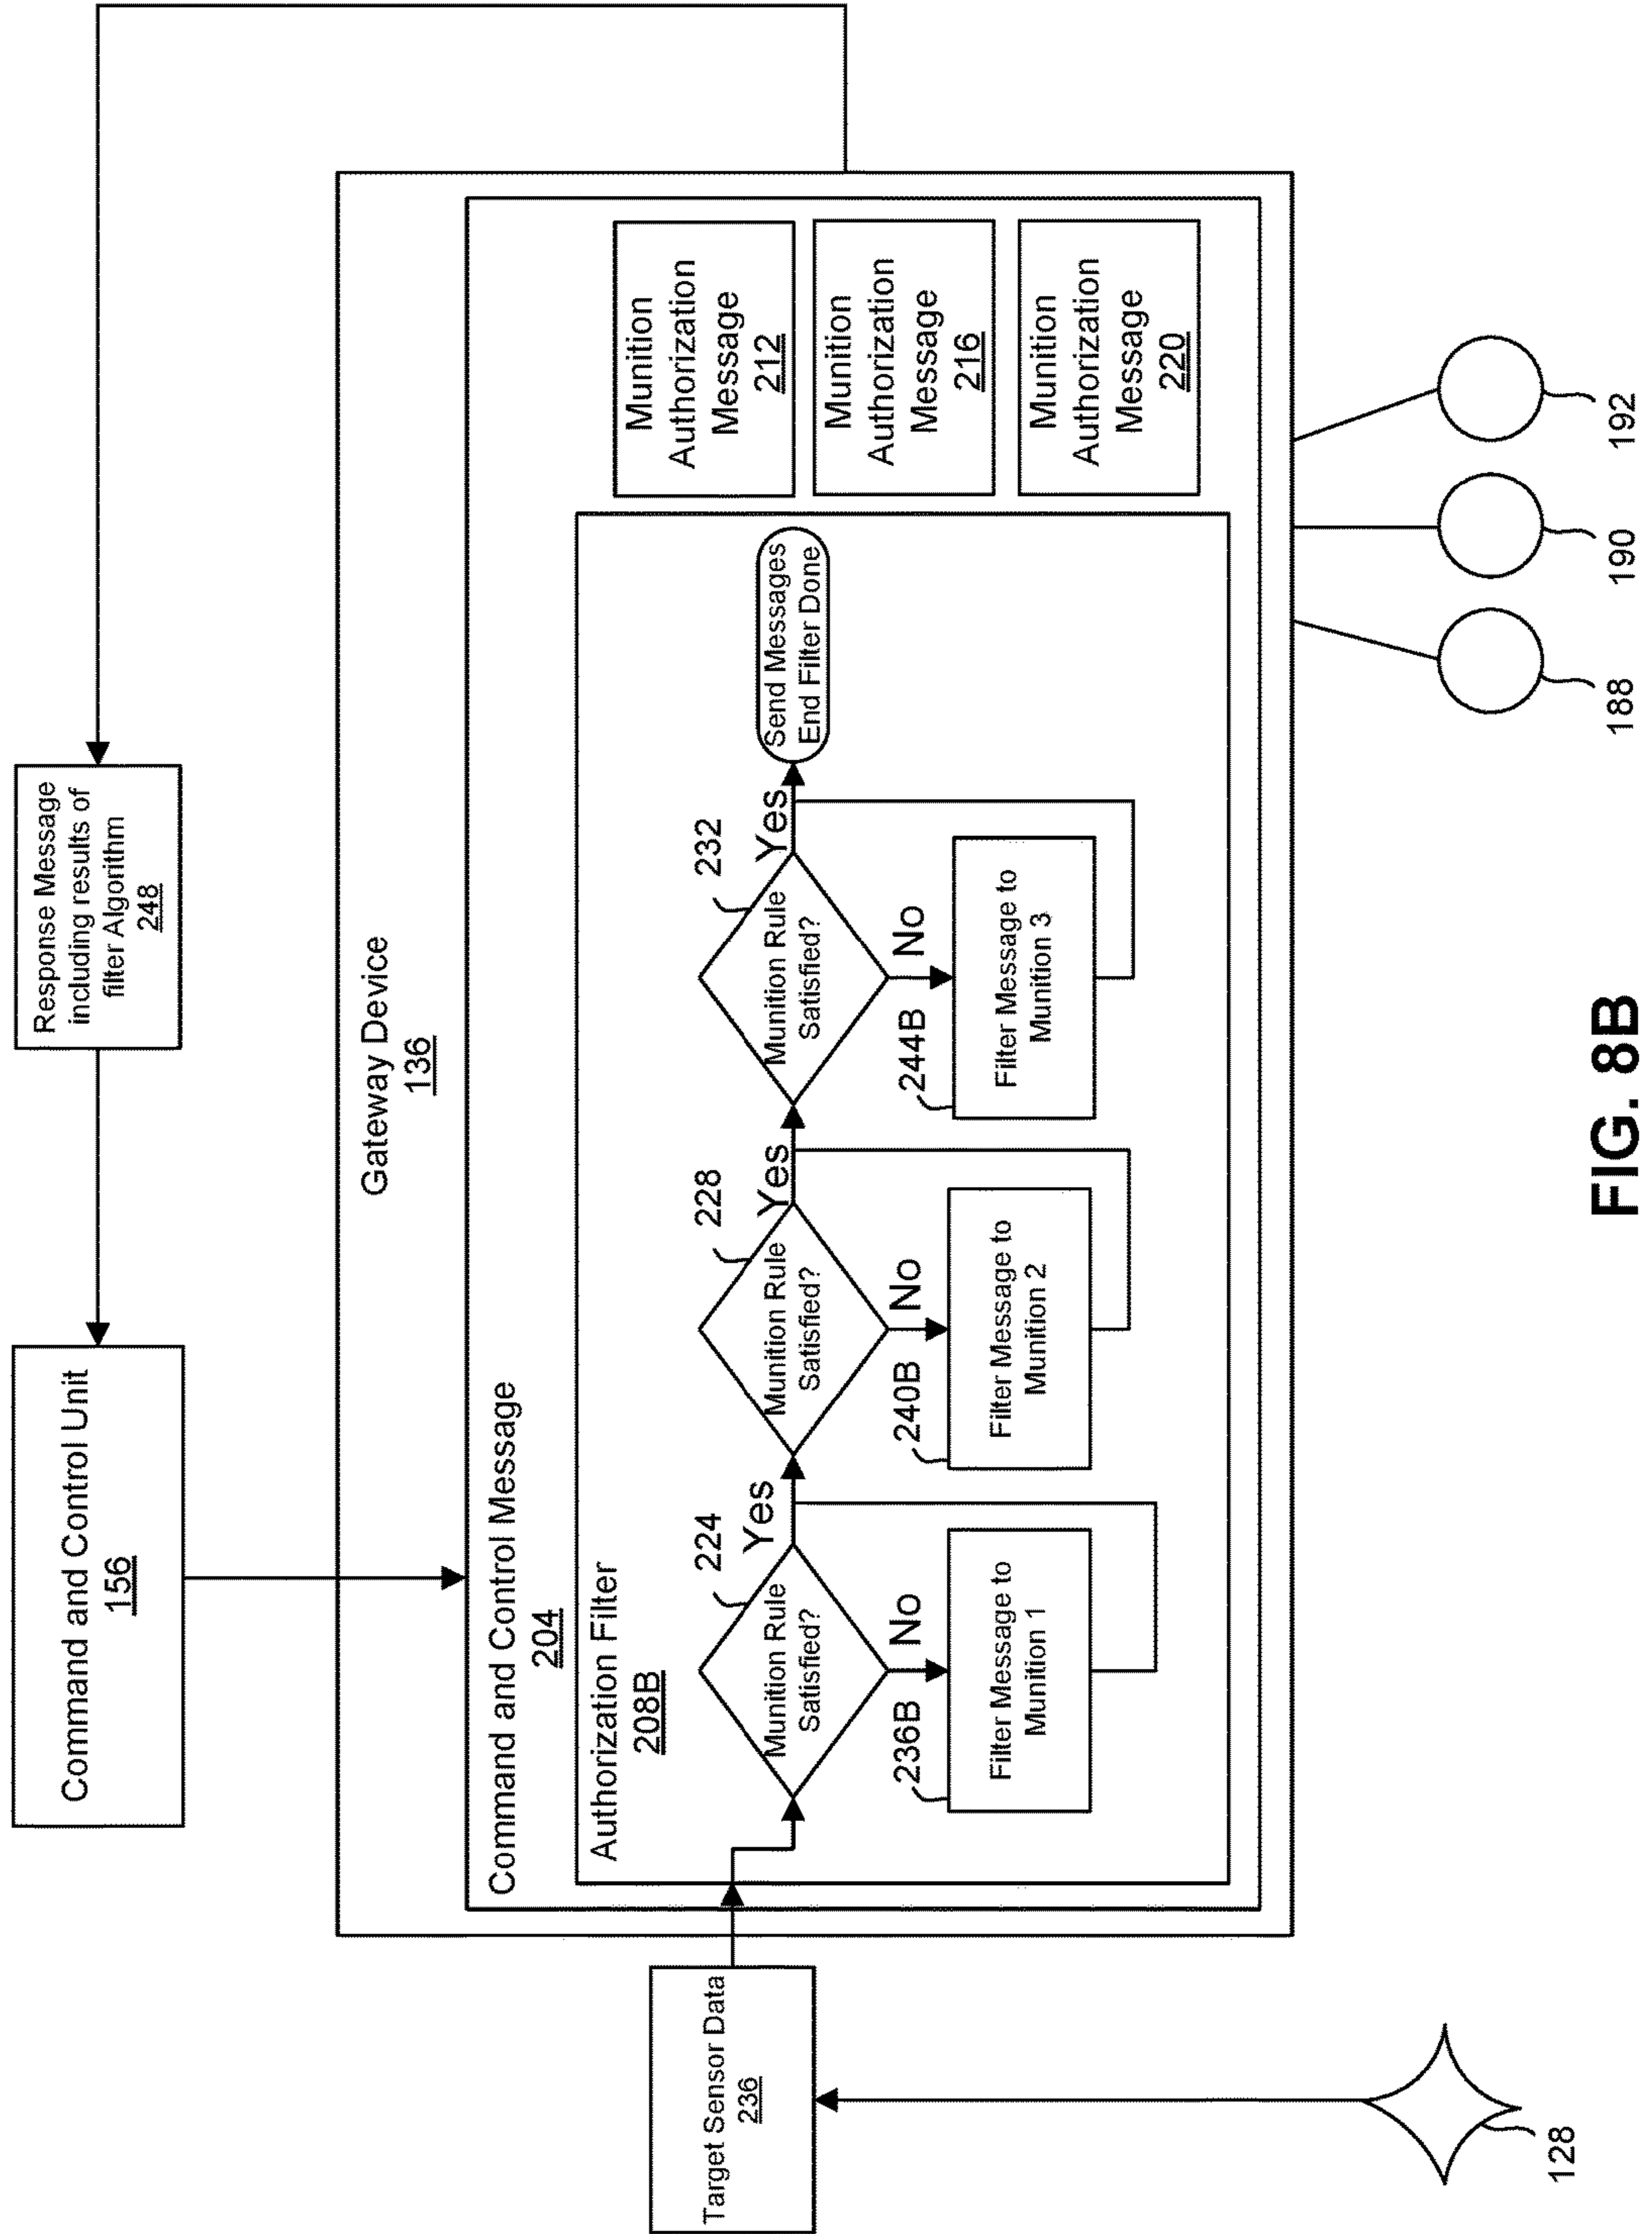 Command and Control Unit
156
Response Message
including results of
filter Algorithm
248
Gateway Device
136
Command and Control Message
204
Authorization Filter
208B
Target Sensor Data
236
128
224
Munition Rule
Satisfied?
Yes
No
236B
Filter Message to
Munition 1
228
Munition Rule
Satisfied?
Yes
No
240B
Filter Message to
Munition 2
232
Munition Rule
Satisfied?
Yes
No
244B
Filter Message to
Munition 3
Send Messages
End Filter Done
Munition
Authorization
Message
212
Munition
Authorization
Message
216
Munition
Authorization
Message
220
188
190
192
FIG. 8B